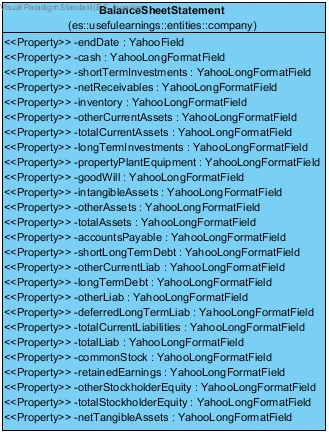 Visual Paradigm Standard
BalanceSheetStatement
(es::usefulearnings::entities::company)
<<Property>> -endDate : YahooField
<<Property>> -cash : YahooLongFormatField
<<Property>> -shortTermInvestments : YahooLongFormatField
<<Property>> -netReceivables : YahooLongFormatField
<<Property>> -inventory : YahooLongFormatField
<<Property>> -otherCurrentAssets : YahooLongFormatField
<<Property>> -totalCurrentAssets : YahooLongFormatField
<<Property>> -longTermInvestments : YahooLongFormatField
<<Property>> -propertyPlantEquipment : YahooLongFormatField
<<Property>> -goodWill : YahooLongFormatField
<<Property>> -intangibleAssets : YahooLongFormatField
<<Property>> -otherAssets : YahooLongFormatField
<<Property>> -totalAssets : YahooLongFormatField
<<Property>> -accountsPayable : YahooLongFormatField
<<Property>> -shortLongTermDebt : YahooLongFormatField
<<Property>> -otherCurrentLiab : YahooLongFormatField
<<Property>> -longTermDebt : YahooLongFormatField
<<Property>> -otherLiab : YahooLongFormatField
<<Property>> -deferredLongTermLiab : YahooLongFormatField
<<Property>> -totalCurrentLiabilities : YahooLongFormatField
<<Property>> -totalLiab : YahooLongFormatField
<<Property>> -commonStock : YahooLongFormatField
<<Property>> -retainedEarnings : YahooLongFormatField
<<Property>> -otherStockholderEquity : YahooLongFormatField
<<Property>> -totalStockholderEquity : YahooLongFormatField
<<Property>> -netTangibleAssets : YahooLongFormatField